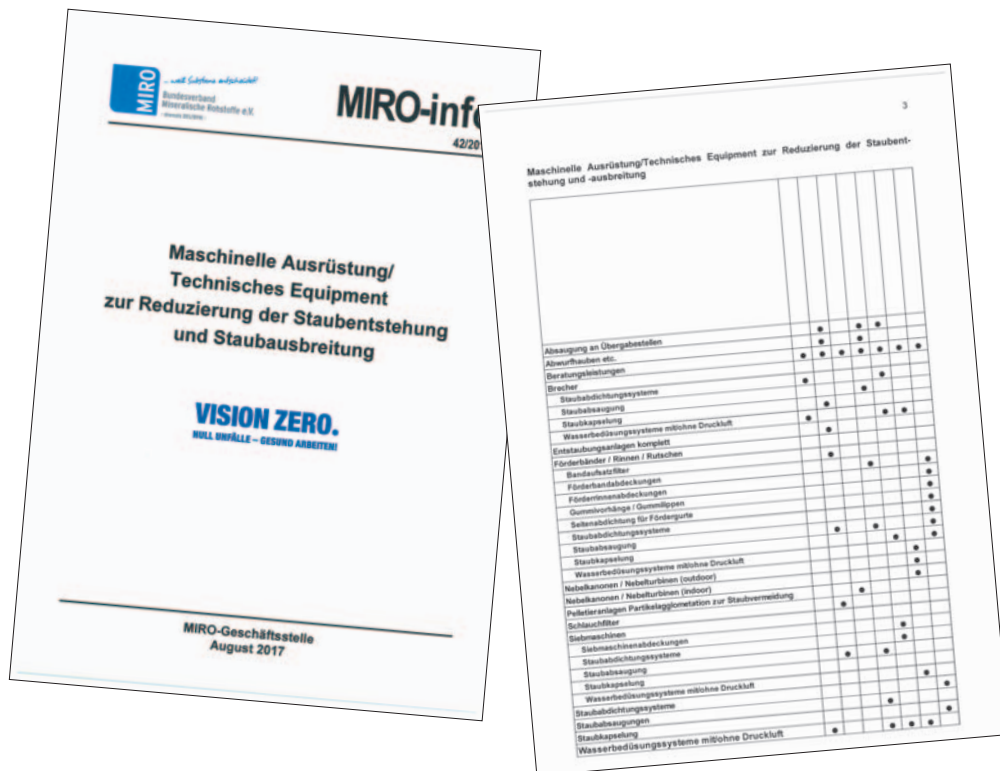 MIRO
... weil Substanz entscheidet!
Bundesverband
Mineralische Rohstoffe e.V.
MIRO-info
42/201
Maschinelle Ausrüstung/
Technisches Equipment
zur Reduzierung der Staubentstehung
und Staubausbreitung
VISION ZERO.
NULL UNFÄLLE – GESUND ARBEITEN!
MIRO-Geschäftsstelle
August 2017
3
Maschinelle Ausrüstung/Technisches Equipment zur Reduzierung der Staubent-
stehung und -ausbreitung
Absaugung an Übergabestellen
Abwurfhauben etc.
Beratungsleistungen
Brecher
Staubabdichtungssysteme
Staubabsaugung
Staubkapselung
Wasserbedüsungssysteme mit/ohne Druckluft
Entstaubungsanlagen komplett
Förderbänder / Rinnen / Rutschen
Bandaufsatzfilter
Förderbandabdeckungen
Förderrinnenabdeckungen
Gummivorhänge / Gummilippen
Seitenabdichtung für Fördergurte
Staubabdichtungssysteme
Staubabsaugung
Staubkapselung
Wasserbedüsungssysteme mit/ohne Druckluft
Nebelkanonen / Nebelturbinen (outdoor)
Nebelkanonen / Nebelturbinen (indoor)
Pelletieranlagen Partikelagglometation zur Staubvermeidung
Schlauchfilter
Siebmaschinen
Siebmaschinenabdeckungen
Staubabdichtungssysteme
Staubabsaugung
Staubkapselung
Wasserbedüsungssysteme mit/ohne Druckluft
Staubabdichtungssysteme
Staubabsaugungen
Staubkapselung
Wasserbedüsungssysteme mit/ohne Druckluft